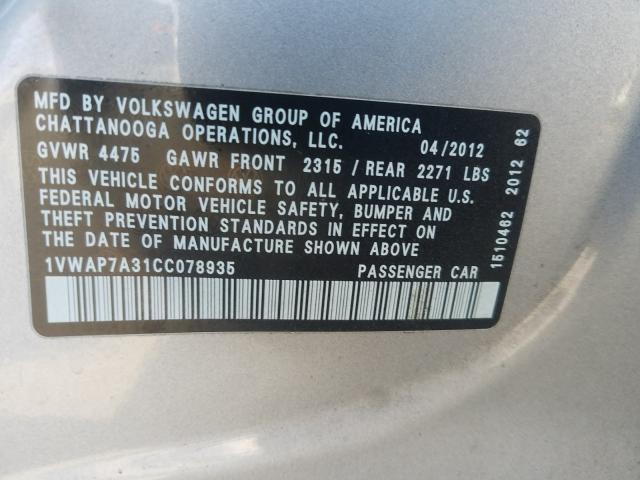 MFD BY VOLKSWAGEN GROUP OF AMERICA
CHATTANOOGA OPERATIONS, LLC. 04/2012
GVWR 4475 GAWR FRONT 2315 / REAR 2271 LBS
THIS VEHICLE CONFORMS TO ALL APPLICABLE U.S.
FEDERAL MOTOR VEHICLE SAFETY, BUMPER AND
THEFT PREVENTION STANDARDS IN EFFECT ON
THE DATE OF MANUFACTURE SHOWN ABOVE
1VWAP7A31CC078935 PASSENGER CAR
1510462 2012 62